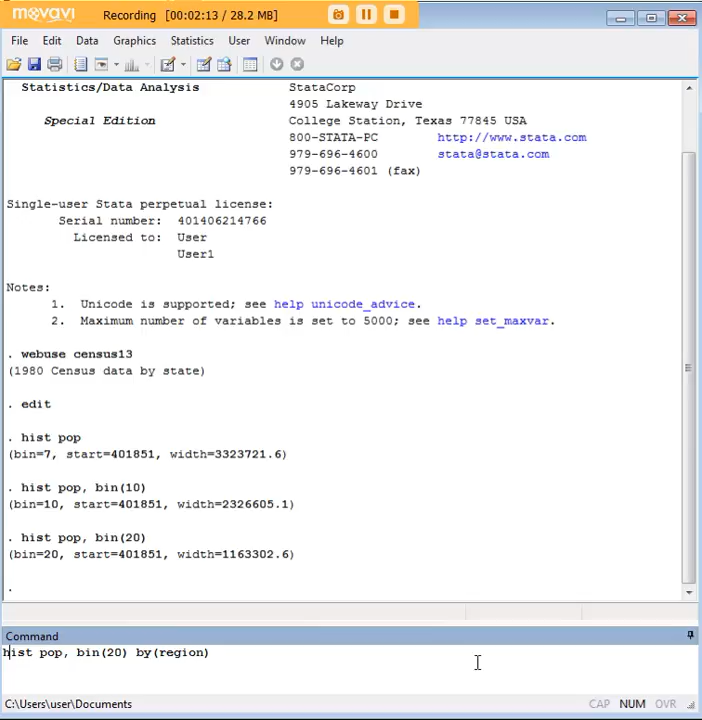 movavi Recording [00:02:13 / 28.2 MB]
File Edit Data Graphics Statistics User Window Help
Statistics/Data Analysis StataCorp
4905 Lakeway Drive
Special Edition College Station, Texas 77845 USA
800-STATA-PC http://www.stata.com
979-696-4600 stata@stata.com
979-696-4601 (fax)
Single-user Stata perpetual license:
Serial number: 401406214766
Licensed to: User
User1
Notes:
1. Unicode is supported; see help unicode_advice.
2. Maximum number of variables is set to 5000; see help set_maxvar.
. webuse census13
(1980 Census data by state)
. edit
. hist pop
(bin=7, start=401851, width=3323721.6)
. hist pop, bin(10)
(bin=10, start=401851, width=2326605.1)
. hist pop, bin(20)
(bin=20, start=401851, width=1163302.6)
.
Command
hist pop, bin(20) by(region)
C:\Users\user\Documents CAP NUM OVR